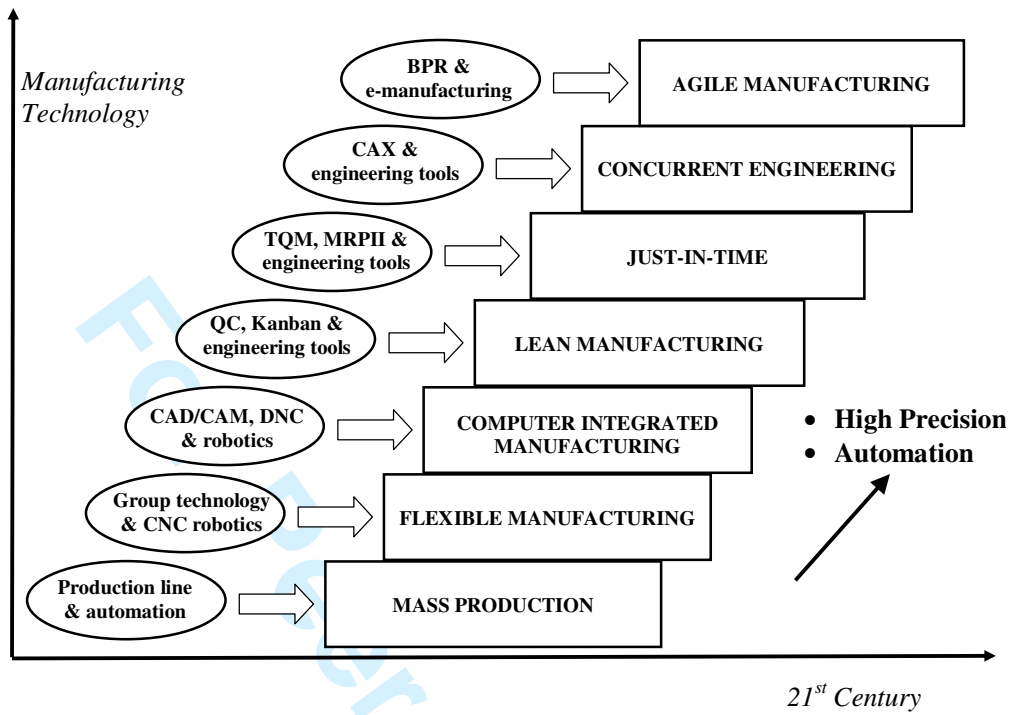 Manufacturing
Technology
BPR &
e-manufacturing
AGILE MANUFACTURING
CAX &
engineering tools
CONCURRENT ENGINEERING
TQM, MRPII &
engineering tools
JUST-IN-TIME
QC, Kanban &
engineering tools
LEAN MANUFACTURING
CAD/CAM, DNC
& robotics
COMPUTER INTEGRATED
MANUFACTURING
• High Precision
• Automation
Group technology
& CNC robotics
FLEXIBLE MANUFACTURING
Production line
& automation
MASS PRODUCTION
21st Century
For Peer